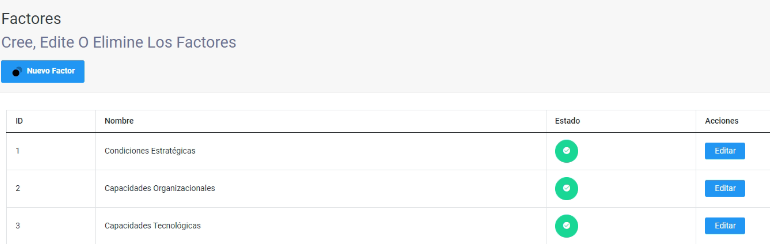 Factores
Cree, Edite O Elimine Los Factores
Nuevo Factor
ID Nombre Estado Acciones
1 Condiciones Estratégicas Editar
2 Capacidades Organizacionales Editar
3 Capacidades Tecnológicas Editar